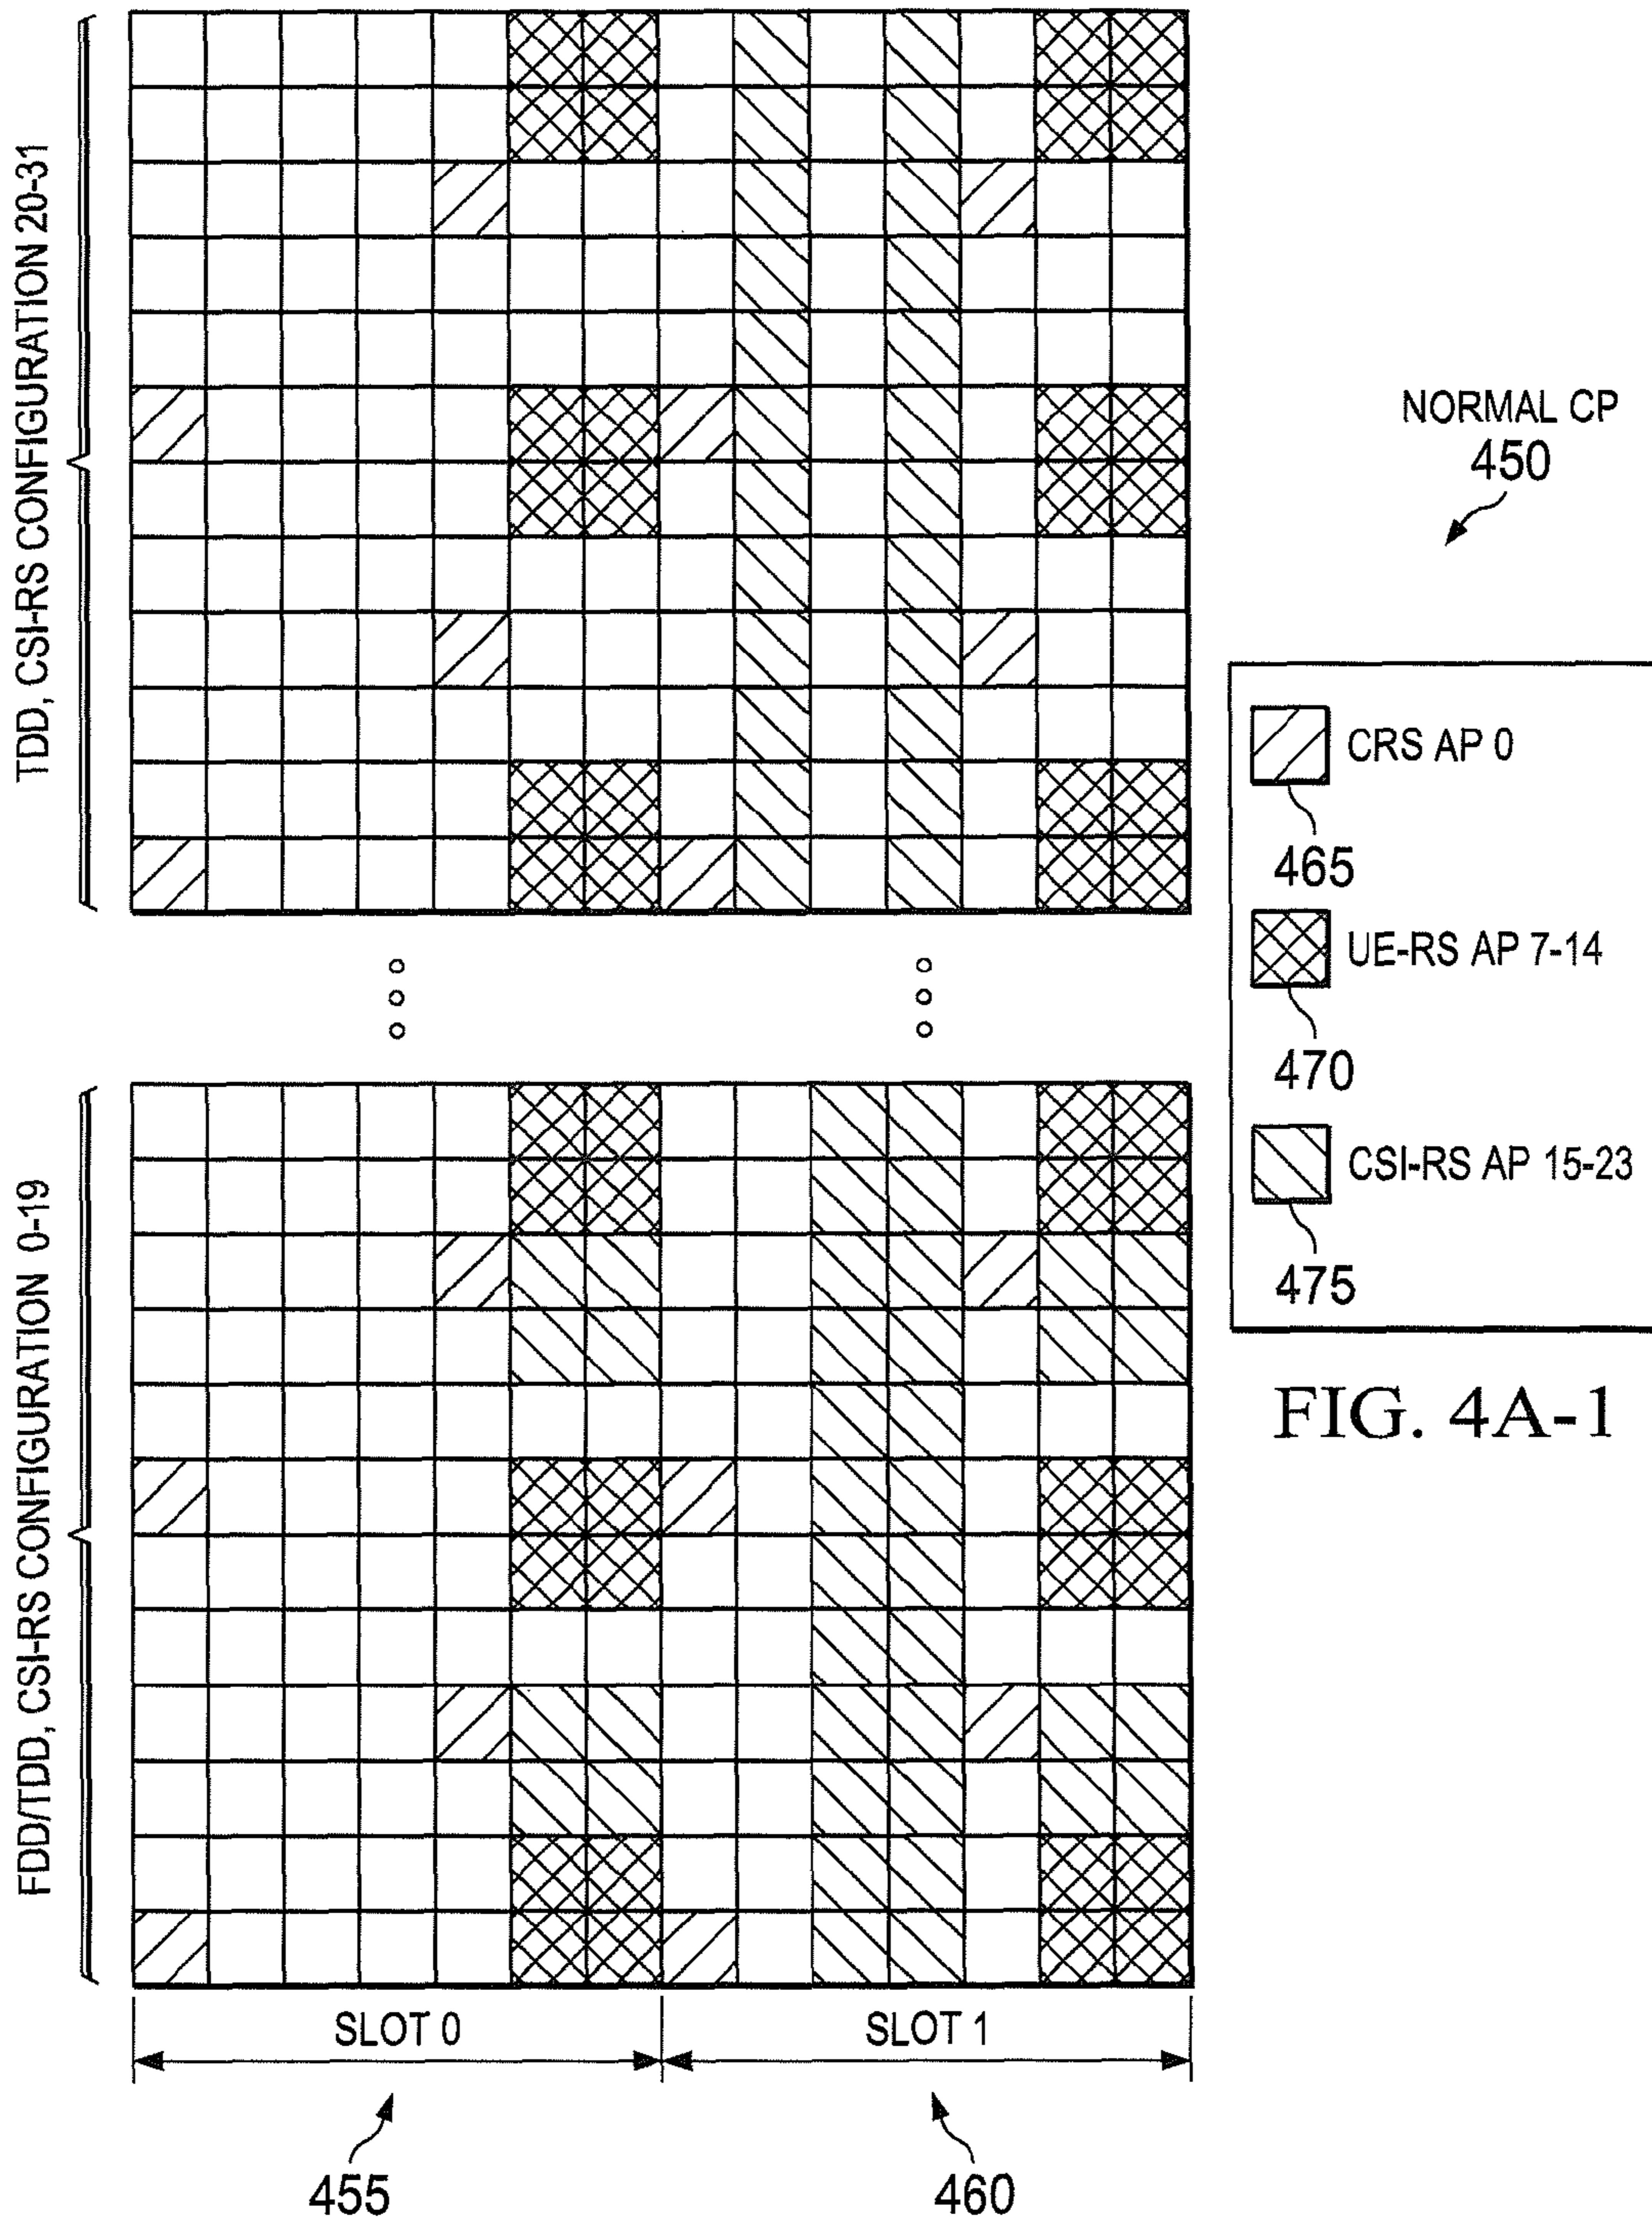 TDD, CSI-RS CONFIGURATION 20-31
NORMAL CP
450
CRS AP 0
465
UE-RS AP 7-14
470
CSI-RS AP 15-23
475
FIG. 4A-1
FDD/TDD, CSI-RS CONFIGURATION 0-19
SLOT 0
SLOT 1
455
460